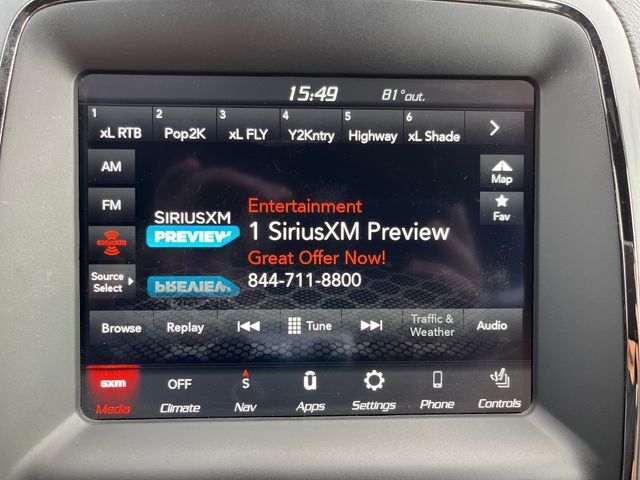 15:49 81°out.
1 2 3 4 5 6
xL RTB Pop2K xL FLY Y2Kntry Highway xL Shade
AM
Map
FM
Fav
SIRIUSXM
PREVIEW
Entertainment
1 SiriusXM Preview
Great Offer Now!
844-711-8800
SiriusXM
Source
Select
Browse Replay Tune Traffic & Weather Audio
sxm OFF S ū
Media Climate Nav Apps Settings Phone Controls